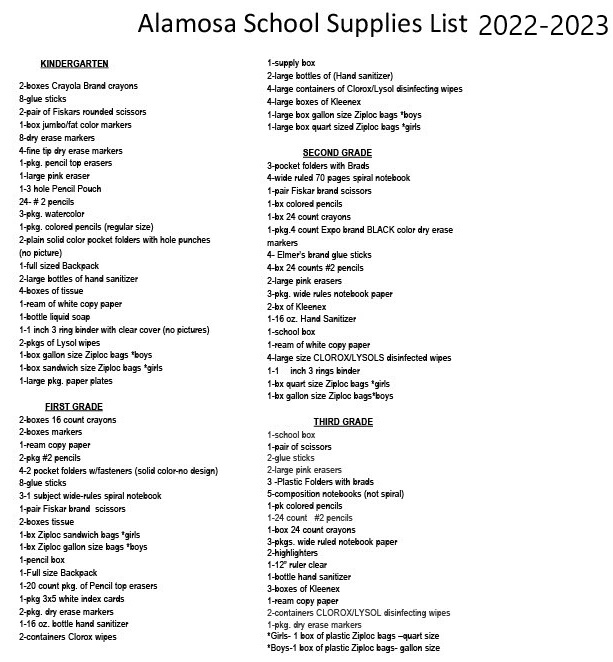 Alamosa School Supplies List 2022-2023
KINDERGARTEN
2-boxes Crayola Brand crayons
8-glue sticks
2-pair of Fiskars rounded scissors
1-box jumbo/fat color markers
8-dry erase markers
4-fine tip dry erase markers
1-pkg. pencil top erasers
1-large pink eraser
1-3 hole Pencil Pouch
24- # 2 pencils
3-pkg. watercolor
1-pkg. colored pencils (regular size)
2-plain solid color pocket folders with hole punches
(no picture)
1-full sized Backpack
2-large bottles of hand sanitizer
4-boxes of tissue
1-ream of white copy paper
1-bottle liquid soap
1-1 inch 3 ring binder with clear cover (no pictures)
2-pkgs of Lysol wipes
1-box gallon size Ziploc bags *boys
1-box sandwich size Ziploc bags *girls
1-large pkg. paper plates
FIRST GRADE
2-boxes 16 count crayons
2-boxes markers
1-ream copy paper
2-pkg #2 pencils
4-2 pocket folders w/fasteners (solid color-no design)
8-glue sticks
3-1 subject wide-rules spiral notebook
1-pair Fiskar brand scissors
2-boxes tissue
1-bx Ziploc sandwich bags *girls
1-bx Ziploc gallon size bags *boys
1-pencil box
1-Full size Backpack
1-20 count pkg. of Pencil top erasers
1-pkg 3x5 white index cards
2-pkg. dry erase markers
1-16 oz. bottle hand sanitizer
2-containers Clorox wipes
1-supply box
2-large bottles of (Hand sanitizer)
4-large containers of Clorox/Lysol disinfecting wipes
4-large boxes of Kleenex
1-large box gallon size Ziploc bags *boys
1-large box quart sized Ziploc bags *girls
SECOND GRADE
3-pocket folders with Brads
4-wide ruled 70 pages spiral notebook
1-pair Fiskar brand scissors
1-bx colored pencils
1-bx 24 count crayons
1-pkg.4 count Expo brand BLACK color dry erase
markers
4- Elmer's brand glue sticks
4-bx 24 counts #2 pencils
2-large pink erasers
3-pkg. wide rules notebook paper
2-bx of Kleenex
1-16 oz. Hand Sanitizer
1-school box
1-ream of white copy paper
4-large size CLOROX/LYSOLS disinfected wipes
1-1 inch 3 rings binder
1-bx quart size Ziploc bags *girls
1-bx gallon size Ziploc bags*boys
THIRD GRADE
1-school box
1-pair of scissors
2-glue sticks
2-large pink erasers
3 -Plastic Folders with brads
5-composition notebooks (not spiral)
1-pk colored pencils
1-24 count #2 pencils
1-box 24 count crayons
3-pkgs. wide ruled notebook paper
2-highlighters
1-12" ruler clear
1-bottle hand sanitizer
3-boxes of Kleenex
1-ream copy paper
2-containers CLOROX/LYSOL disinfecting wipes
1-pkg. dry erase markers
*Girls- 1 box of plastic Ziploc bags –quart size
*Boys-1 box of plastic Ziploc bags- gallon size